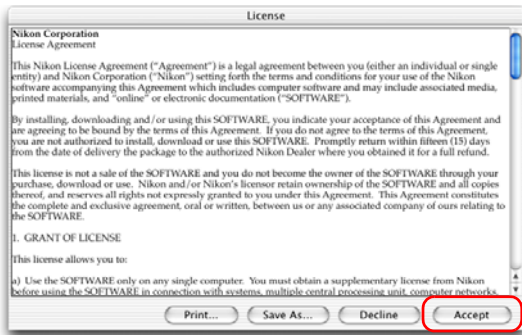 License
Nikon Corporation
License Agreement
This Nikon License Agreement ("Agreement") is a legal agreement between you (either an individual or single
entity) and Nikon Corporation ("Nikon") setting forth the terms and conditions for your use of the Nikon
software accompanying this Agreement which includes computer software and may include associated media,
printed materials, and "online" or electronic documentation ("SOFTWARE").
By installing, downloading and/or using this SOFTWARE, you indicate your acceptance of this Agreement and
are agreeing to be bound by the terms of this Agreement. If you do not agree to the terms of this Agreement,
you are not authorized to install, download or use this SOFTWARE. Promptly return within fifteen (15) days
from the date of delivery the package to the authorized Nikon Dealer where you obtained it for a full refund.
This license is not a sale of the SOFTWARE and you do not become the owner of the SOFTWARE through your
purchase, download or use. Nikon and/or Nikon's licensor retain ownership of the SOFTWARE and all copies
thereof, and reserves all rights not expressly granted to you under this Agreement. This Agreement constitutes
the complete and exclusive agreement, oral or written, between us or any associated company of ours relating to
the SOFTWARE.
1. GRANT OF LICENSE
This license allows you to:
a) Use the SOFTWARE only on any single computer. You must obtain a supplementary license from Nikon
before using the SOFTWARE in connection with systems, multiple central processing unit, computer networks,
Print... Save As... Decline Accept